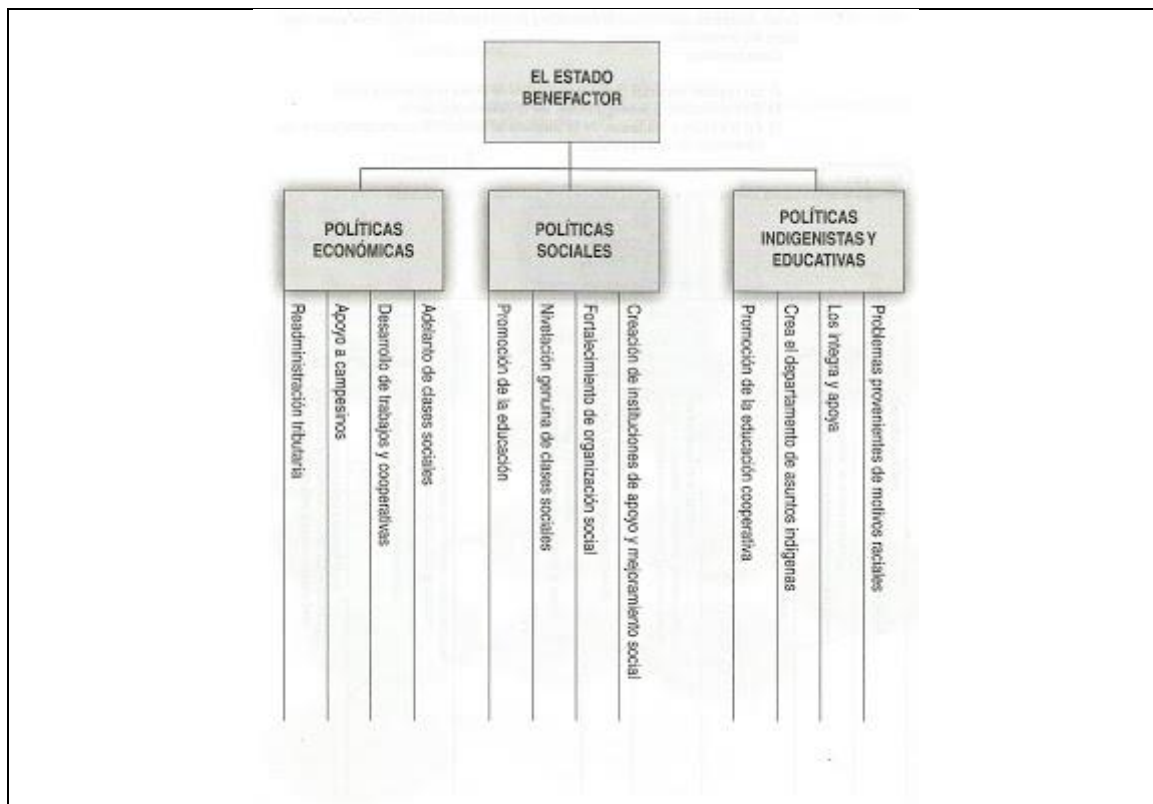 EL ESTADO
BENEFACTOR
POLÍTICAS
ECONÓMICAS
Readministración tributaria
Apoyo a campesinos
Desarrollo de trabajos y cooperativas
Adelanto de clases sociales
POLÍTICAS
SOCIALES
Promoción de la educación
Nivelación genuina de clases sociales
Fortalecimiento de organización social
Creación de instituciones de apoyo y mejoramiento social
POLÍTICAS
INDIGENISTAS Y
EDUCATIVAS
Promoción de la educación cooperativa
Crea el departamento de asuntos indígenas
Los integra y apoya
Problemas provenientes de motivos raciales